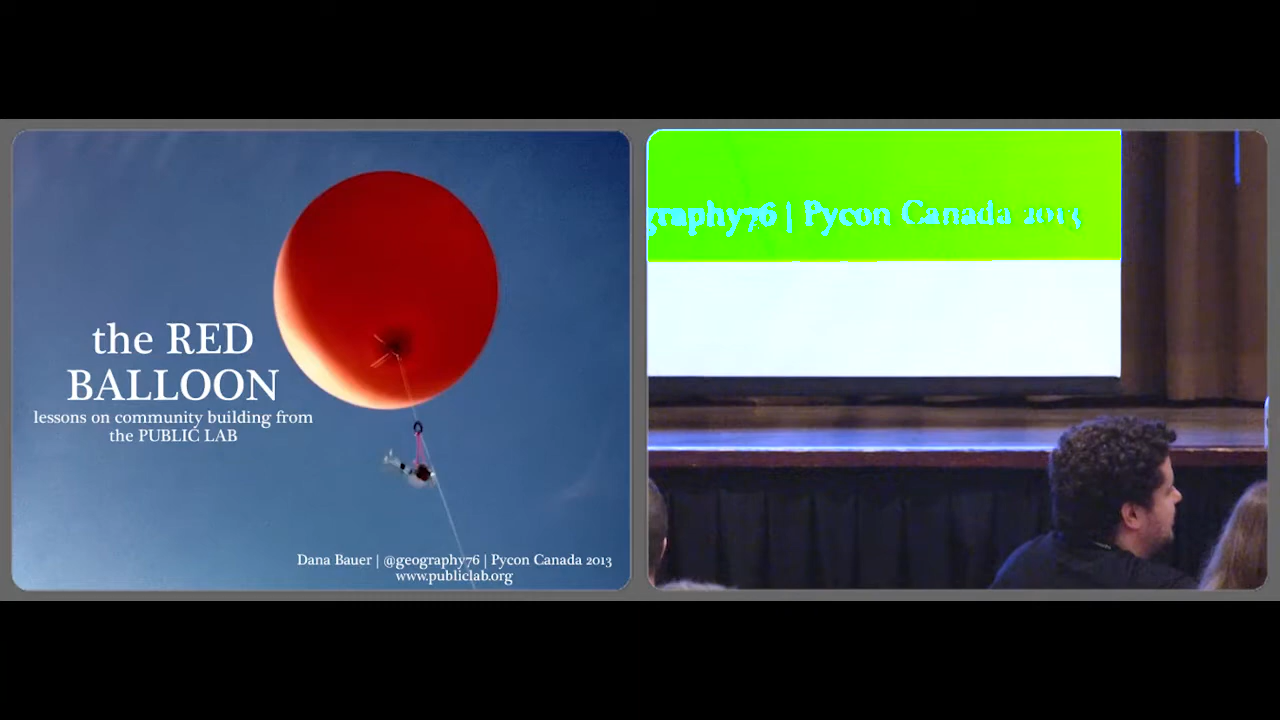 the RED
BALLOON
lessons on community building from
the PUBLIC LAB
Dana Bauer | @geography76 | Pycon Canada 2013
www.publiclab.org
graphy76 | Pycon Canada 2013